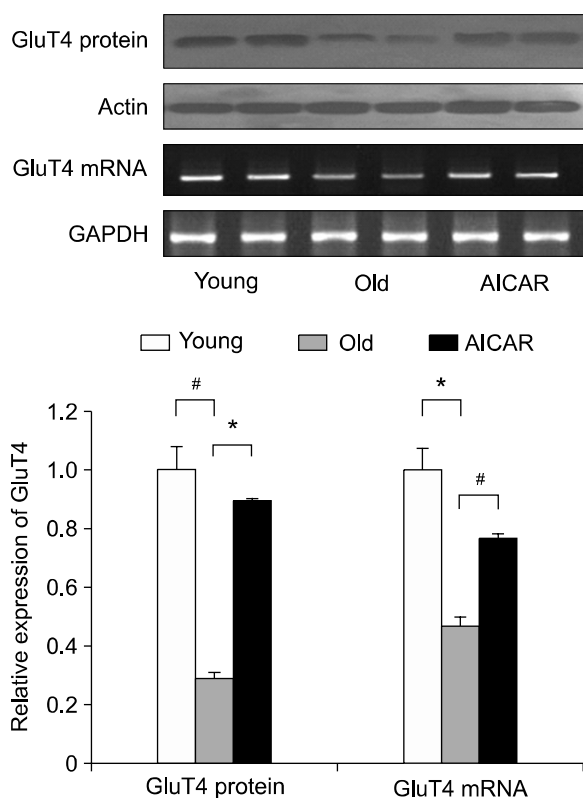 GluT4 protein
Actin
GluT4 mRNA
GAPDH
Young Old AICAR
Young Old AICAR
Relative expression of GluT4
1.2
1.0
0.8
0.6
0.4
0.2
0
#
*
*
#
GluT4 protein GluT4 mRNA